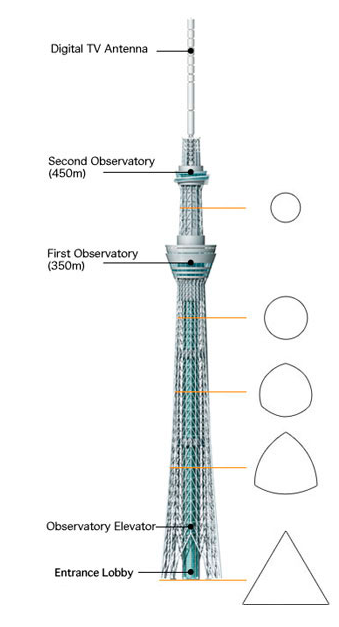 Digital TV Antenna
Second Observatory
(450m)
First Observatory
(350m)
Observatory Elevator
Entrance Lobby